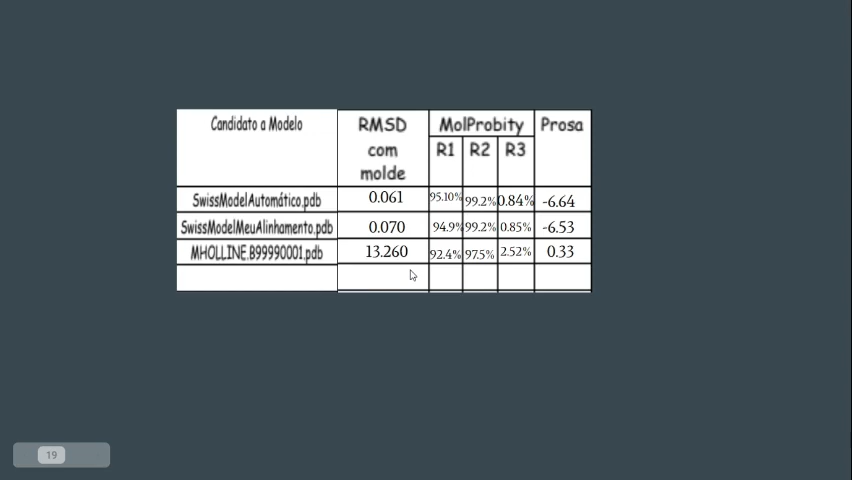 Candidato a Modelo RMSD com molde MolProbity Prosa
R1 R2 R3
SwissModelAutomático.pdb 0.061 95.10% 99.2% 0.84% -6.64
SwissModelMeuAlinhamento.pdb 0.070 94.9% 99.2% 0.85% -6.53
MHOLLINE.B99990001.pdb 13.260 92.4% 97.5% 2.52% 0.33
19